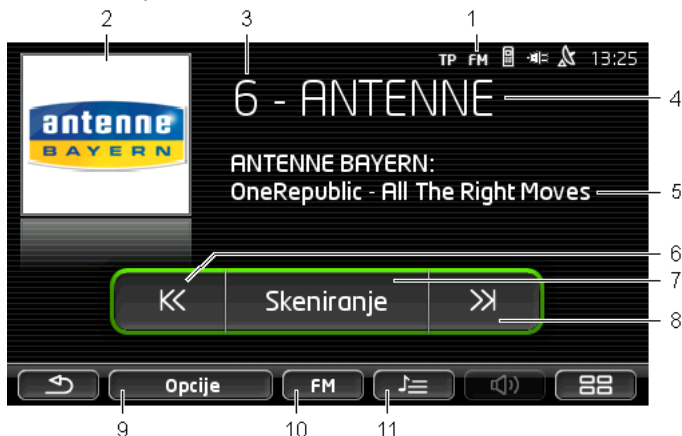 2
3
1
TP FM 13:25
antenne
BAYERN
6 - ANTENNE
4
ANTENNE BAYERN:
OneRepublic - All The Right Moves
5
6
7
Skeniranje
8
Opcije
FM
9
10
11